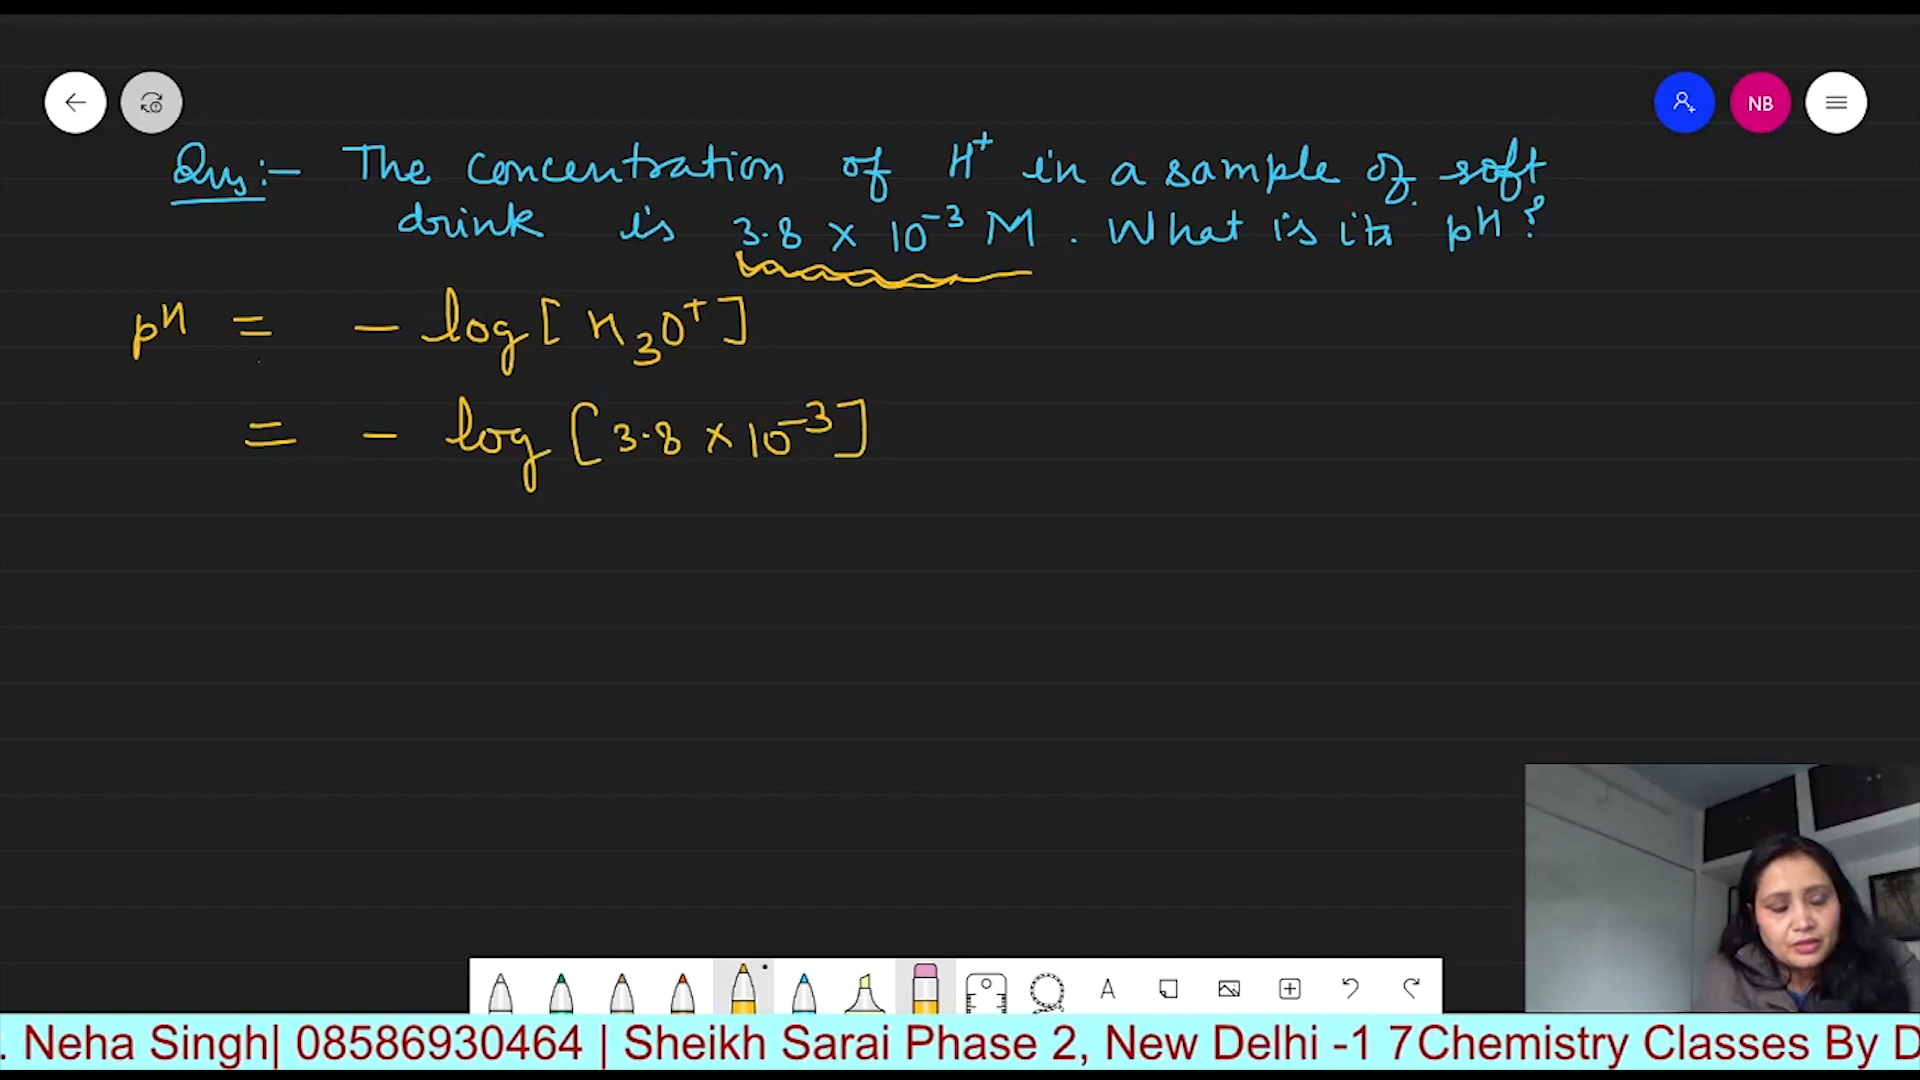 NB
Qus:- The concentration of H⁺ in a sample of soft
drink is 3.8 × 10⁻³ M. What is its pH?
pH = - log[H₃O⁺]
= - log[3.8 × 10⁻³]
A
. Neha Singh| 08586930464 | Sheikh Sarai Phase 2, New Delhi -1 7Chemistry Classes By D